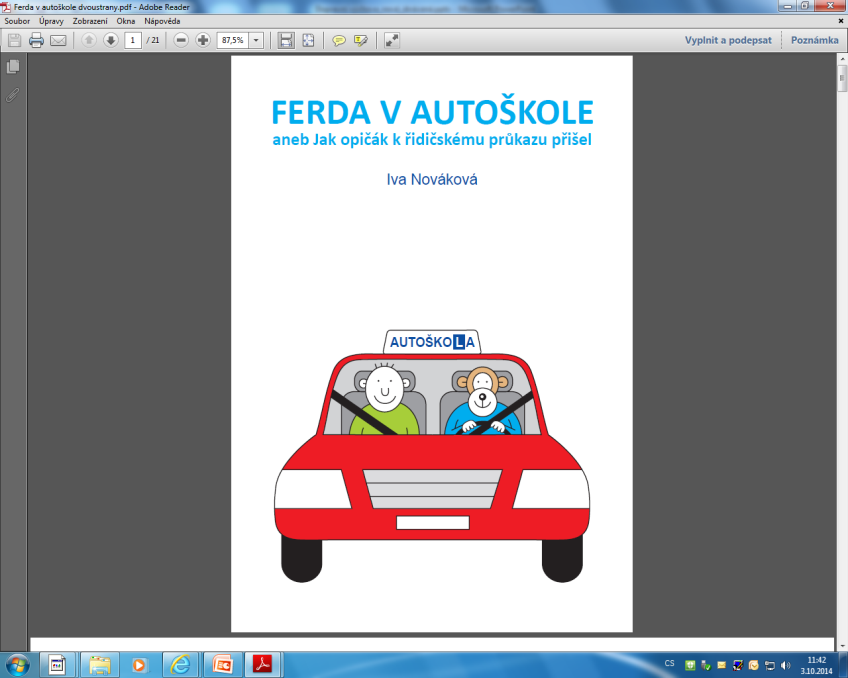 Ferda v autoškole dvoustrany.pdf - Adobe Reader
Soubor Úpravy Zobrazení Okna Nápověda
1 / 21 87,5% Vyplnit a podepsat Poznámka
FERDA V AUTOŠKOLE
aneb Jak opičák k řidičskému průkazu přišel
Iva Nováková
AUTOŠKOLA
CS 11:42
3.10.2014